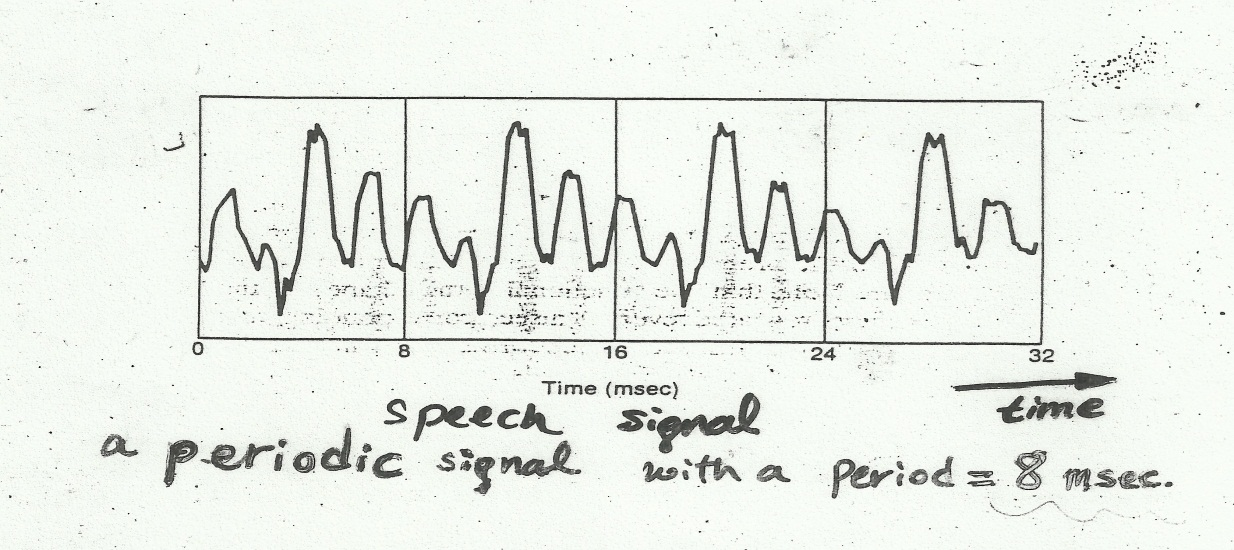 0 8 16 24 32
Time (msec)
time
speech signal
a periodic signal with a period = 8 msec.